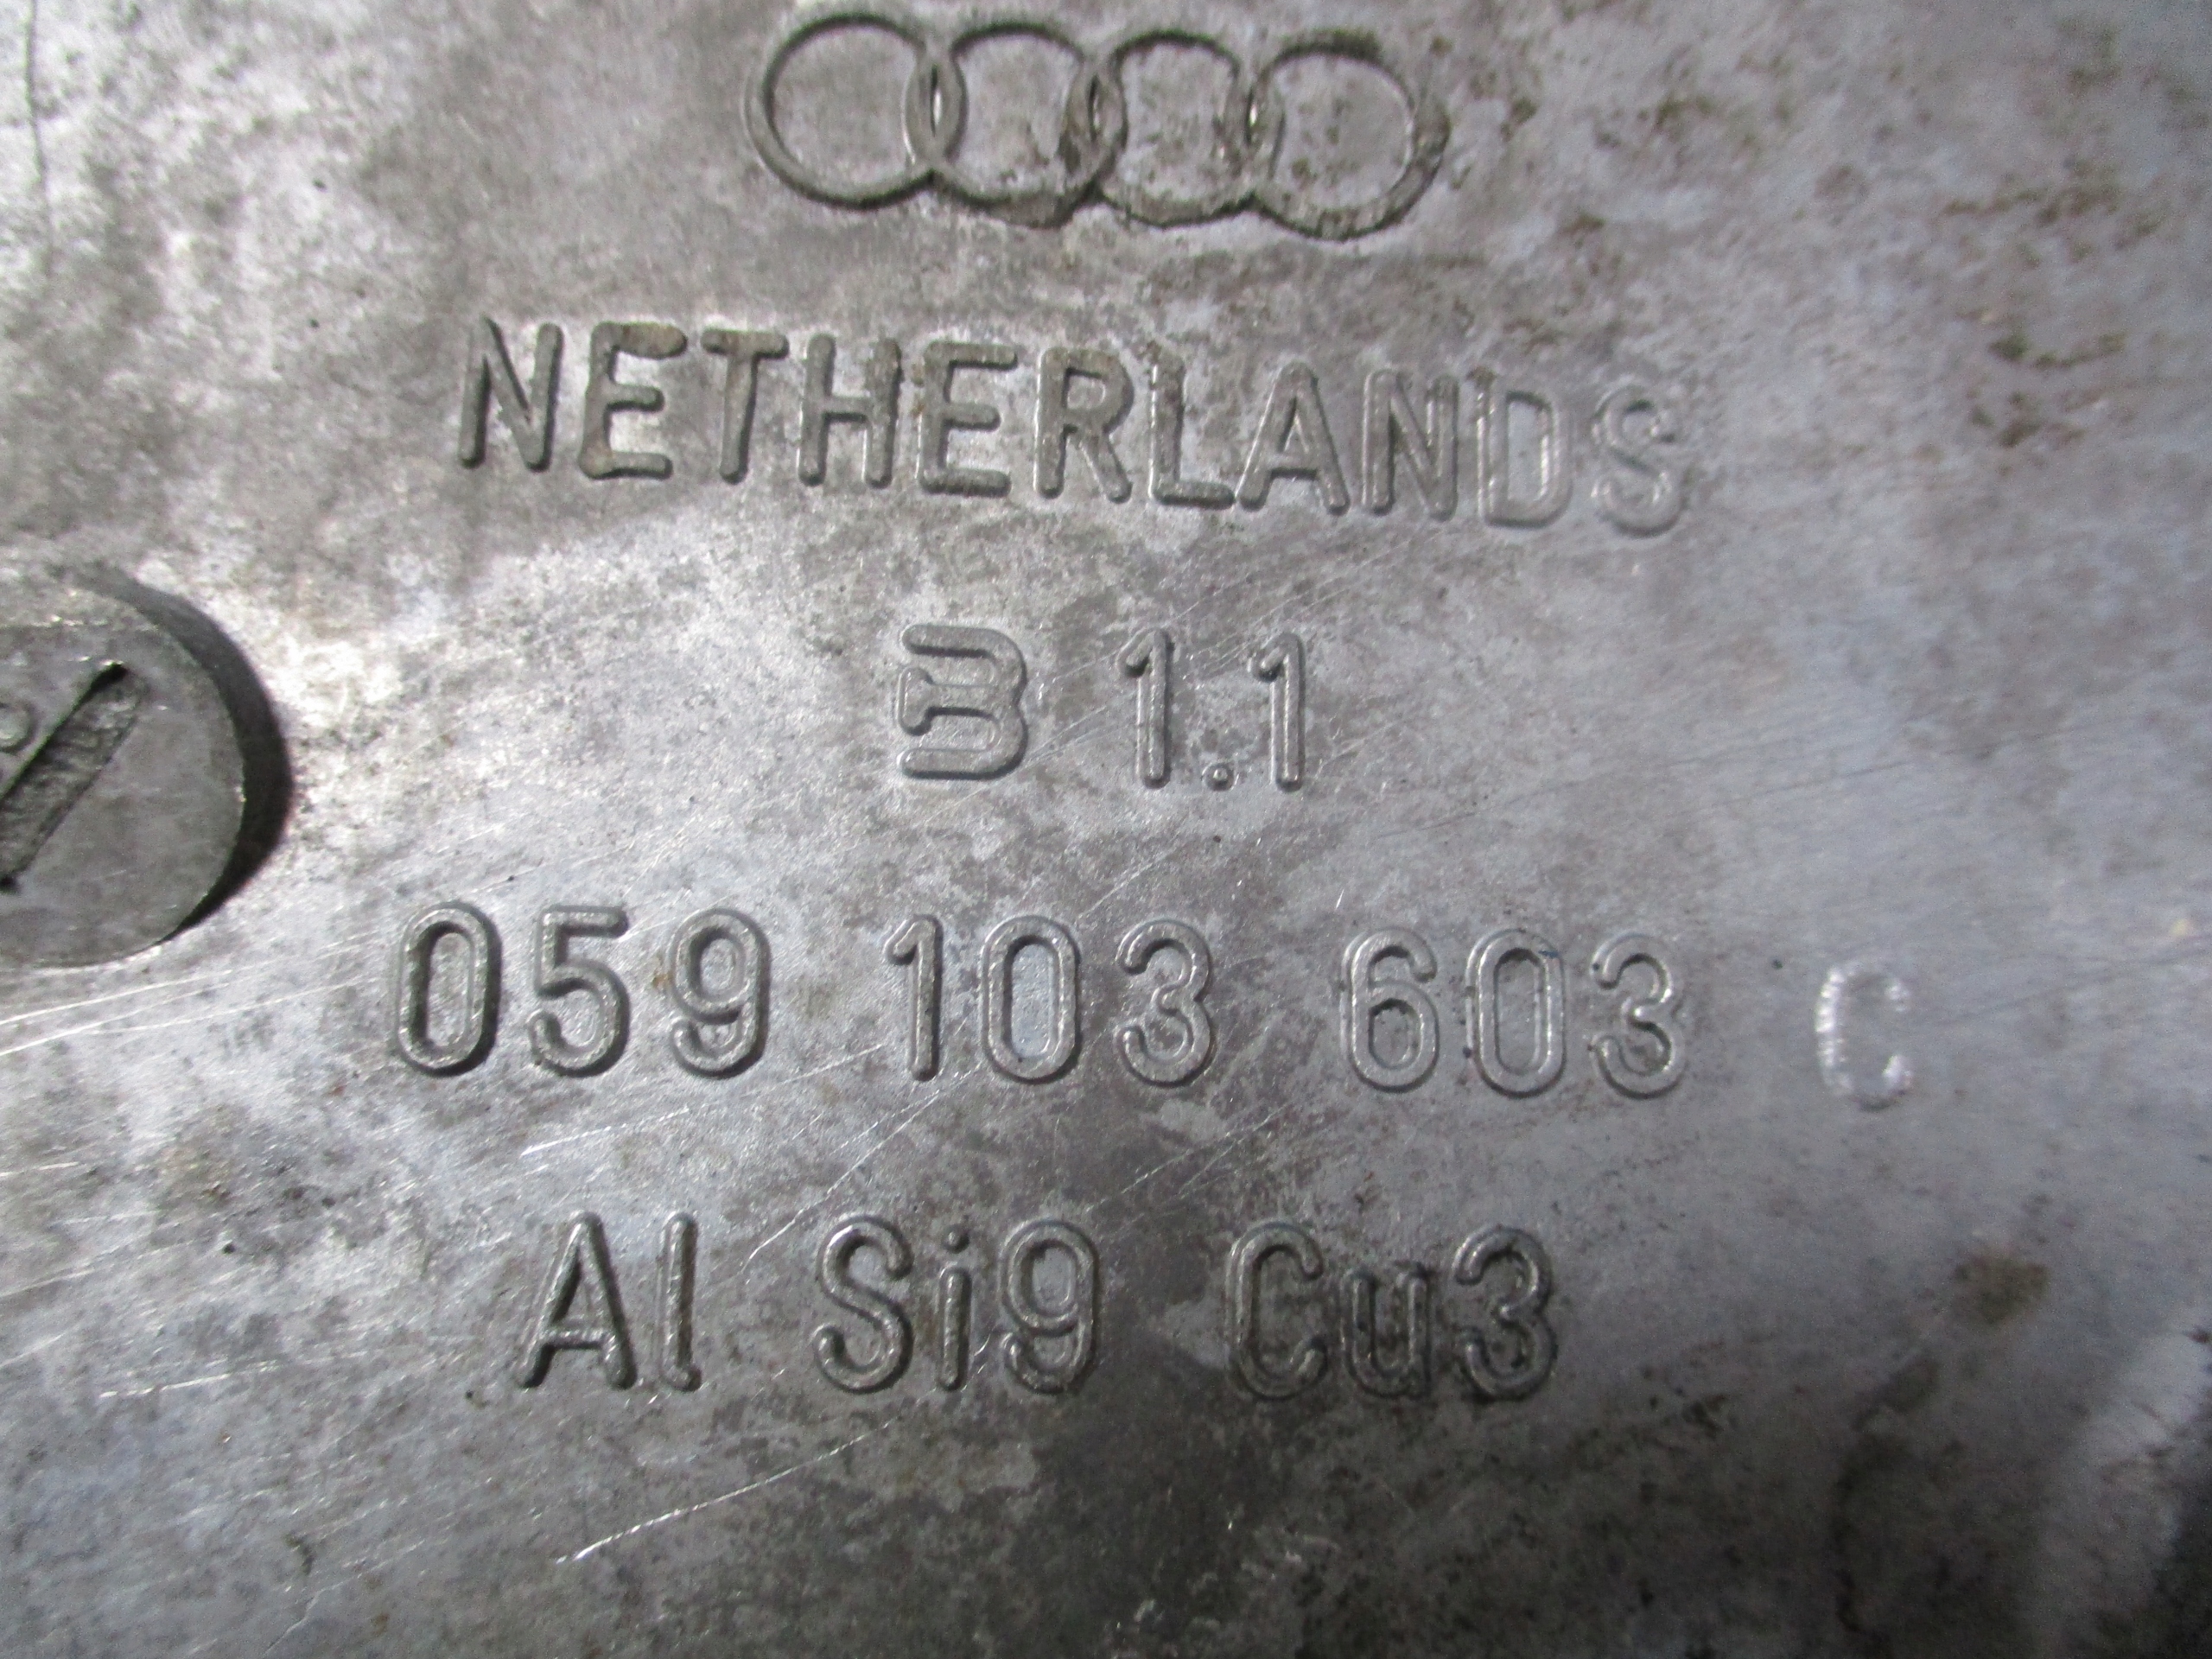 NETHERLANDS
B 1.1
059 103 603 C
Al Si9 Cu3